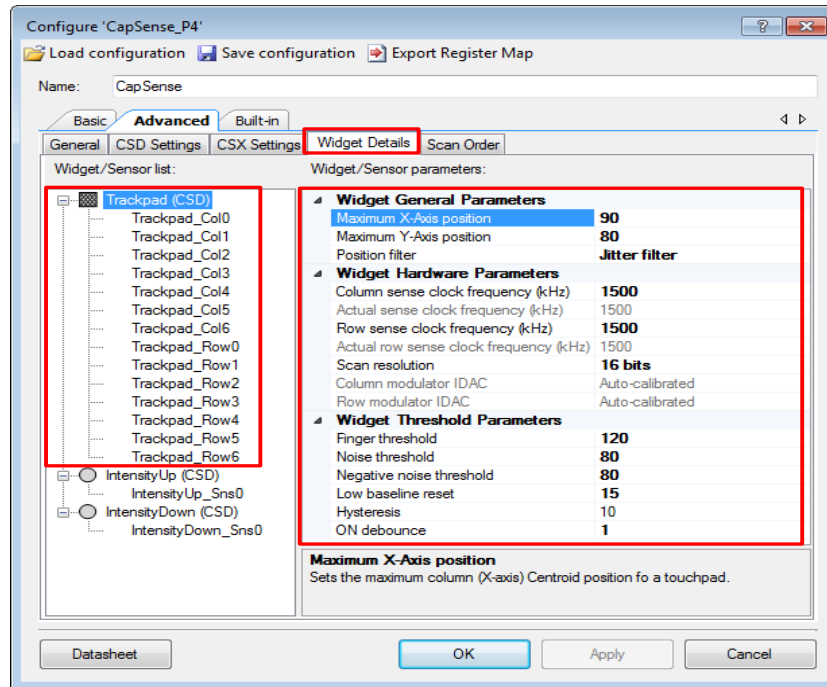 Configure 'CapSense_P4'
Load configuration Save configuration Export Register Map
Name: CapSense
Basic Advanced Built-in
General CSD Settings CSX Settings Widget Details Scan Order
Widget/Sensor list:
Trackpad (CSD)
Trackpad_Col0
Trackpad_Col1
Trackpad_Col2
Trackpad_Col3
Trackpad_Col4
Trackpad_Col5
Trackpad_Col6
Trackpad_Row0
Trackpad_Row1
Trackpad_Row2
Trackpad_Row3
Trackpad_Row4
Trackpad_Row5
Trackpad_Row6
IntensityUp (CSD)
IntensityUp_Sns0
IntensityDown (CSD)
IntensityDown_Sns0
Widget/Sensor parameters:
Widget General Parameters
Maximum X-Axis position 90
Maximum Y-Axis position 80
Position filter Jitter filter
Widget Hardware Parameters
Column sense clock frequency (kHz) 1500
Actual sense clock frequency (kHz) 1500
Row sense clock frequency (kHz) 1500
Actual row sense clock frequency (kHz) 1500
Scan resolution 16 bits
Column modulator IDAC Auto-calibrated
Row modulator IDAC Auto-calibrated
Widget Threshold Parameters
Finger threshold 120
Noise threshold 80
Negative noise threshold 80
Low baseline reset 15
Hysteresis 10
ON debounce 1
Maximum X-Axis position
Sets the maximum column (X-axis) Centroid position fo a touchpad.
Datasheet OK Apply Cancel